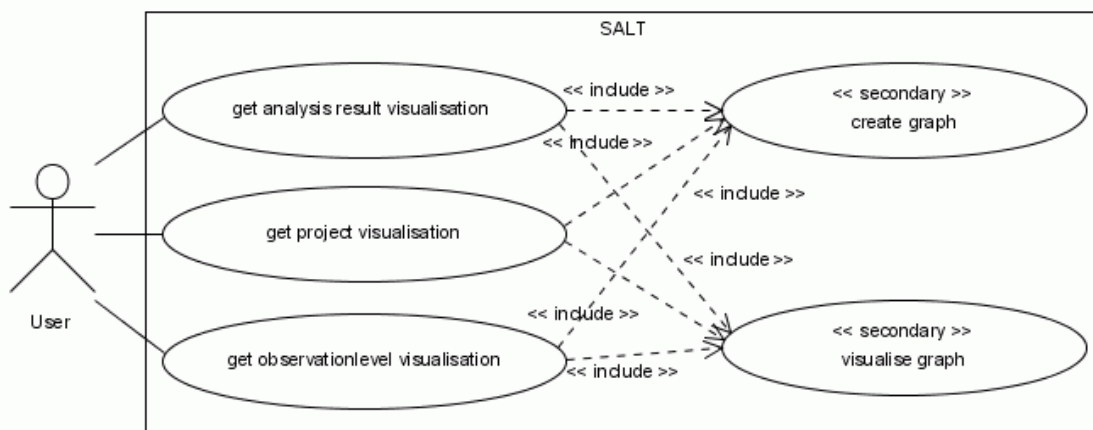 SALT
get analysis result visualisation
<< include >>
<< secondary >>
create graph
<< include >>
<< include >>
get project visualisation
<< include >>
User
<< include >>
get observationlevel visualisation
<< include >>
<< secondary >>
visualise graph